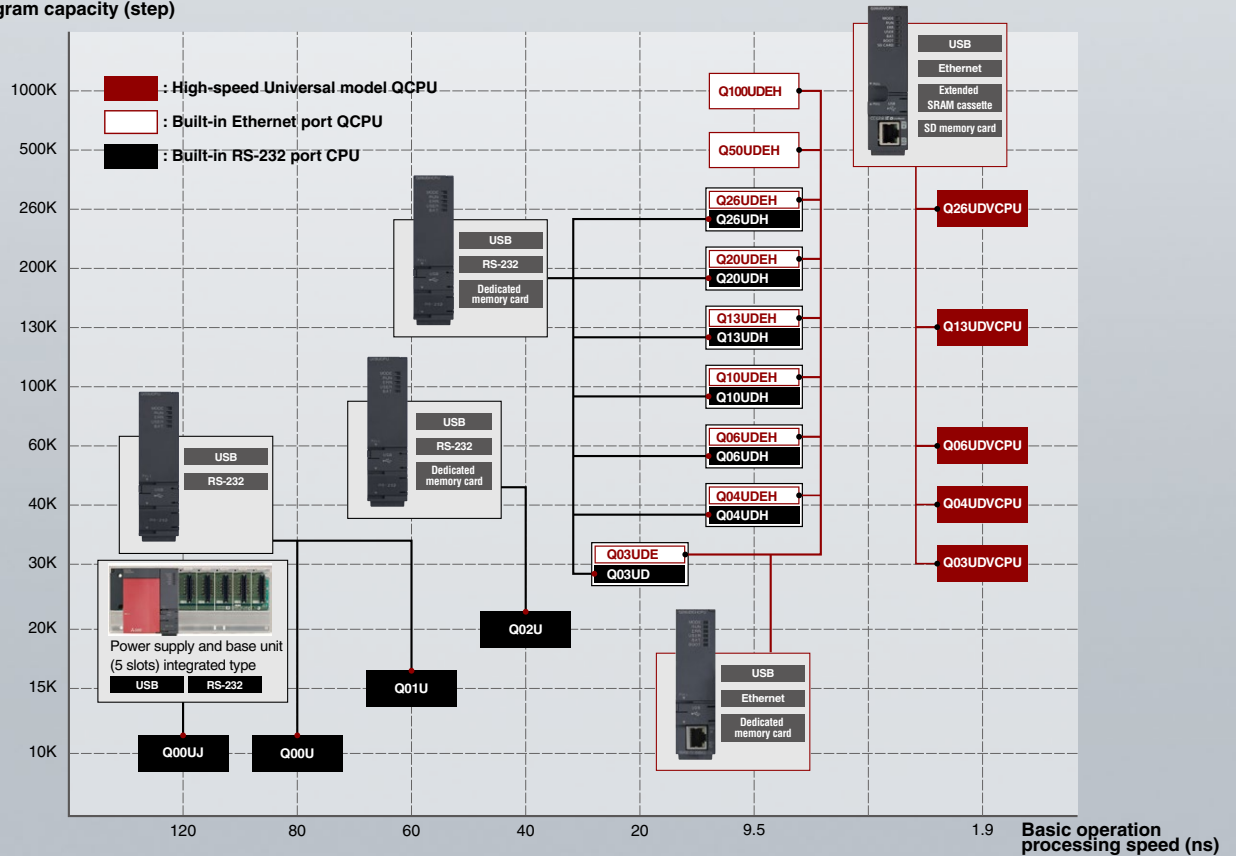 gram capacity (step)
1000K
500K
260K
200K
130K
100K
60K
40K
30K
20K
15K
10K
: High-speed Universal model QCPU
: Built-in Ethernet port QCPU
: Built-in RS-232 port CPU
USB
Ethernet
Extended
SRAM cassette
SD memory card
Q100UDEH
Q50UDEH
Q26UDEH
Q26UDH
Q20UDEH
Q20UDH
Q13UDEH
Q13UDH
Q10UDEH
Q10UDH
Q06UDEH
Q06UDH
Q04UDEH
Q04UDH
Q03UDE
Q03UD
Q26UDVCPU
Q13UDVCPU
Q06UDVCPU
Q04UDVCPU
Q03UDVCPU
USB
RS-232
Dedicated
memory card
USB
RS-232
Dedicated
memory card
USB
RS-232
Power supply and base unit
(5 slots) integrated type
USB RS-232
USB
Ethernet
Dedicated
memory card
Q02U
Q01U
Q00UJ
Q00U
120
80
60
40
20
9.5
1.9
Basic operation
processing speed (ns)